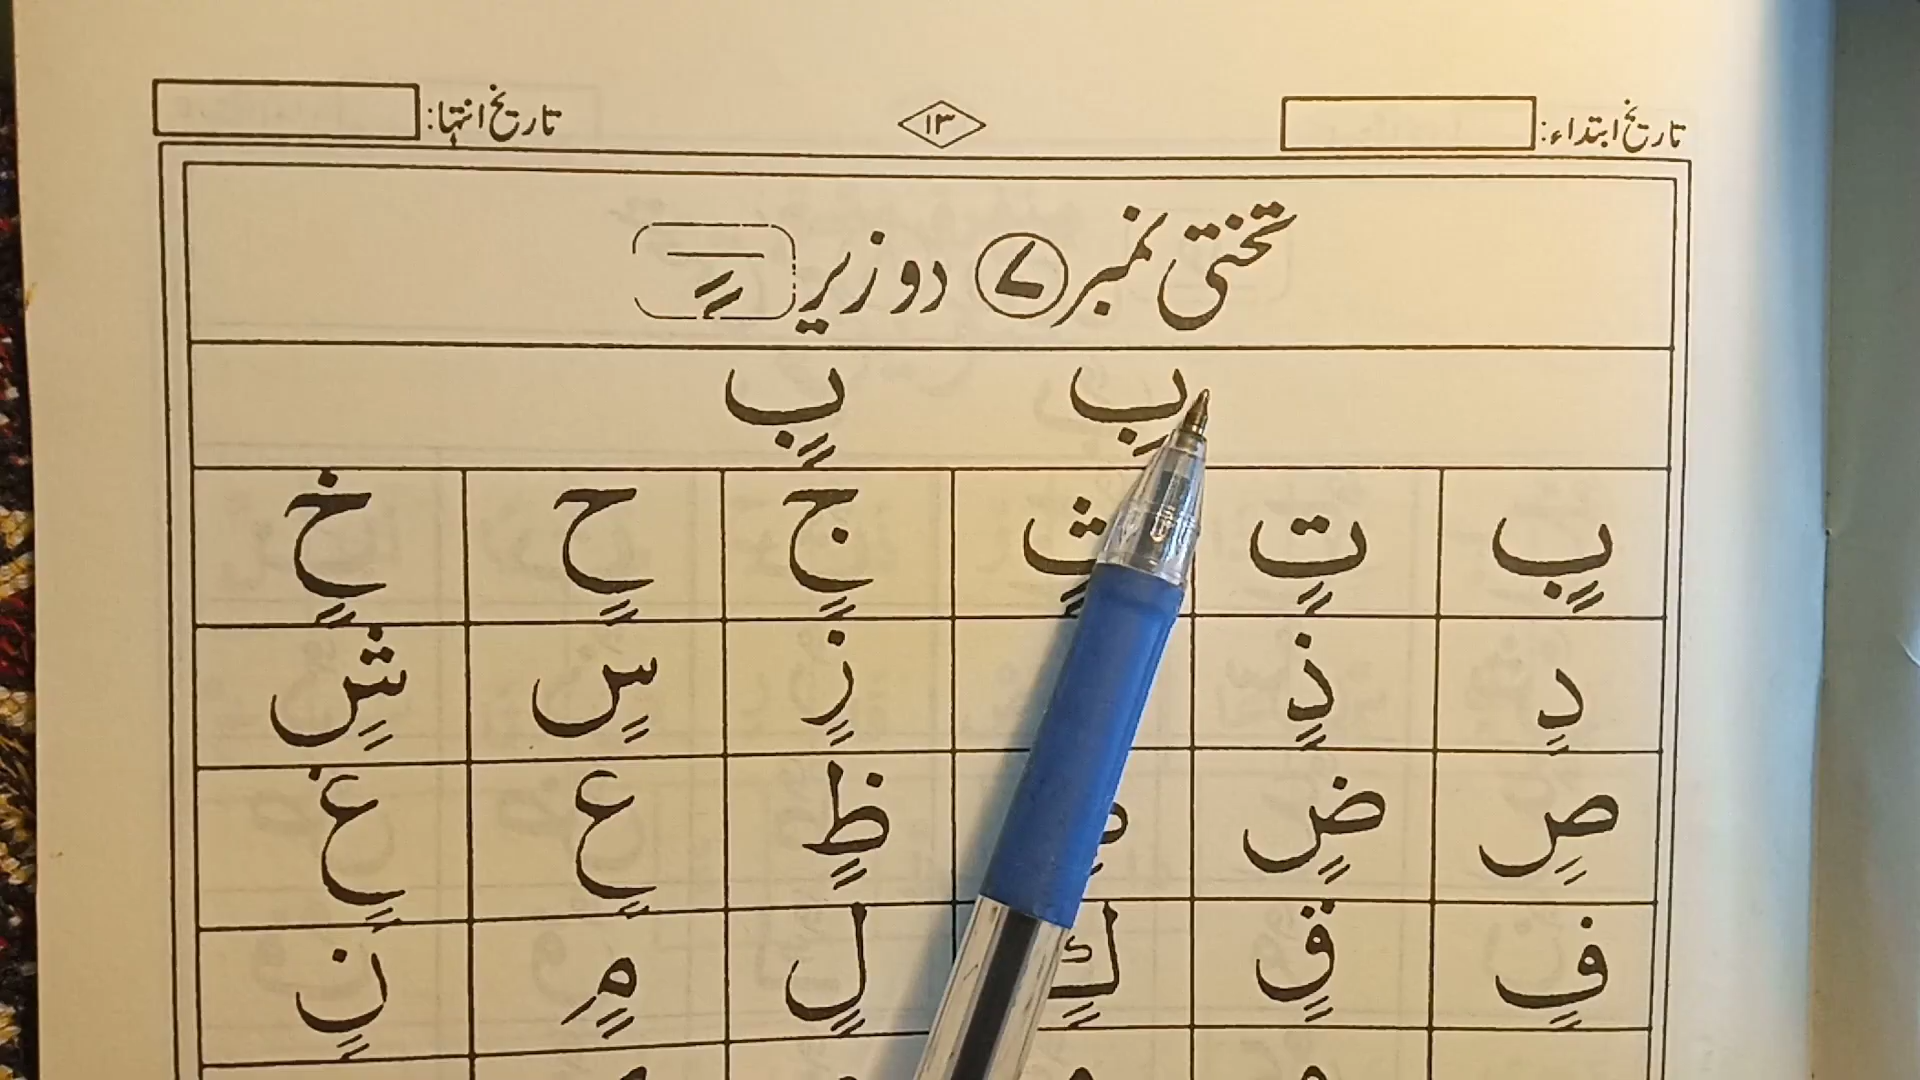 تاریخ ابتداء: ۱۳ تاریخ انتہا:
تختی نمبر ۷ دو زیر ـٍ
بِ بٍ
بٍ تٍ ثٍ جٍ حٍ خٍ
دٍ ذٍ زٍ سٍ شٍ
صٍ ضٍ ظٍ عٍ غٍ
فٍ قٍ كٍ لٍ مٍ نٍ